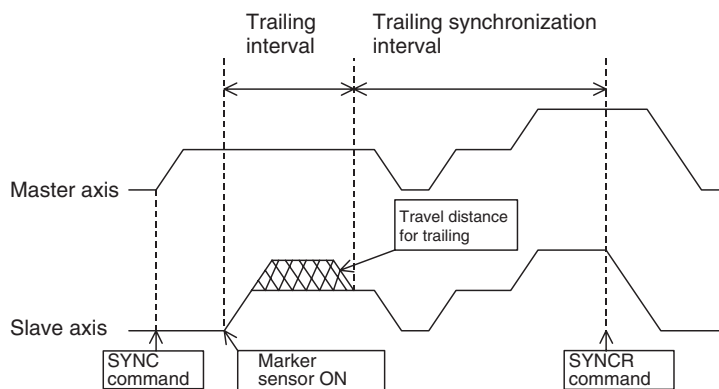 Trailing
interval
Trailing synchronization
interval
Master axis
Travel distance
for trailing
Slave axis
SYNC
command
Marker
sensor ON
SYNCR
command